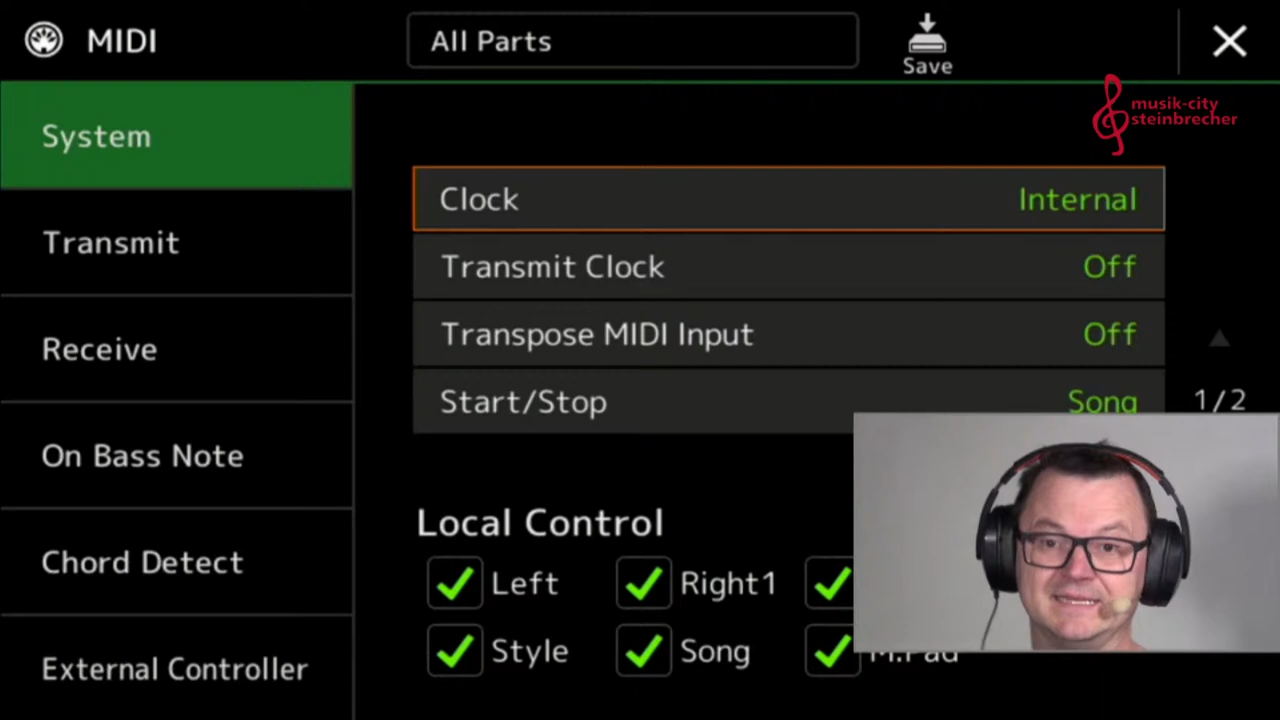 MIDI
All Parts
Save
musik-city
steinbrecher
System
Transmit
Receive
On Bass Note
Chord Detect
External Controller
Clock Internal
Transmit Clock Off
Transpose MIDI Input Off
Start/Stop Song
1/2
Local Control
Left Right1
Style Song M.Pad